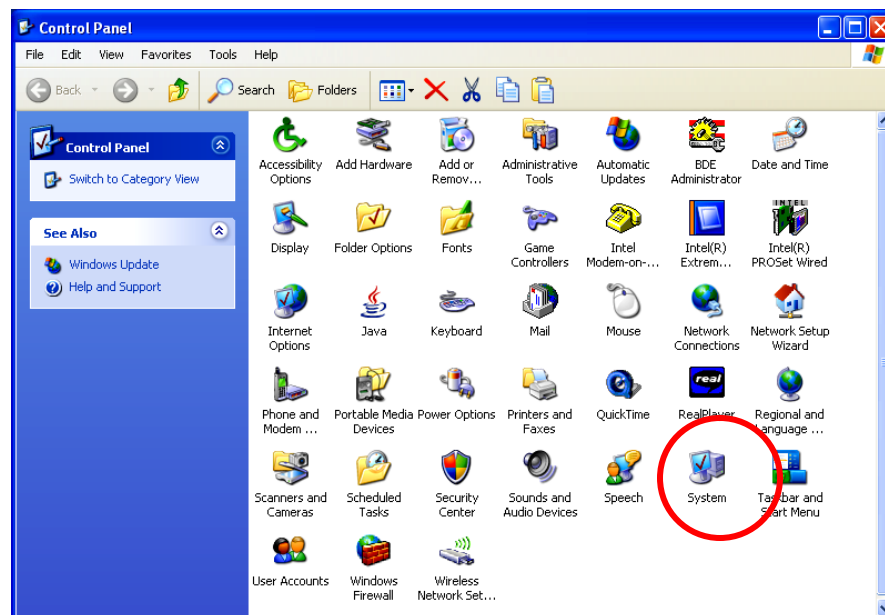 Control Panel
File Edit View Favorites Tools Help
Back Search Folders
Control Panel
Switch to Category View
See Also
Windows Update
Help and Support
Accessibility Options
Add Hardware
Add or Remov...
Administrative Tools
Automatic Updates
BDE Administrator
Date and Time
Display
Folder Options
Fonts
Game Controllers
Intel Modem-on-...
Intel(R) Extrem...
INTEL
Intel(R) PROSet Wired
Internet Options
Java
Keyboard
Mail
Mouse
Network Connections
Network Setup Wizard
Phone and Modem ...
Portable Media Devices
Power Options
Printers and Faxes
QuickTime
real
RealPlayer
Regional and Language ...
Scanners and Cameras
Scheduled Tasks
Security Center
Sounds and Audio Devices
Speech
System
Taskbar and Start Menu
User Accounts
Windows Firewall
Wireless Network Set...